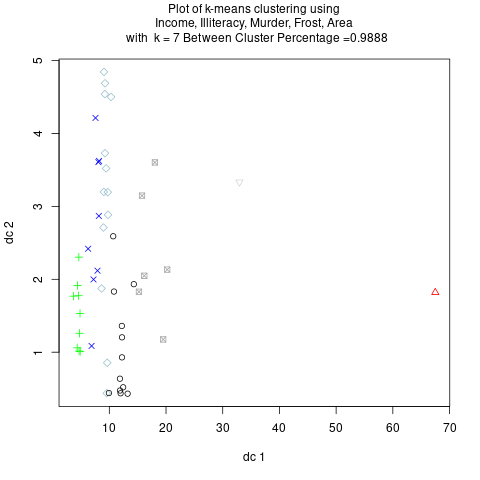 Plot of k-means clustering using
Income, Illiteracy, Murder, Frost, Area
with k = 7 Between Cluster Percentage =0.9888
5
4
3
2
1
dc 2
10 20 30 40 50 60 70
dc 1